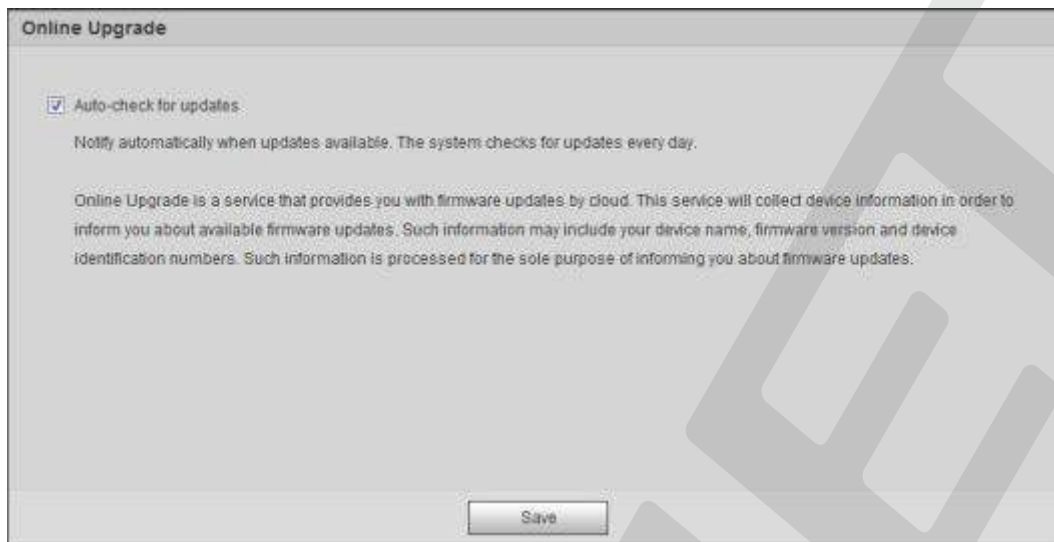 Online Upgrade
Auto-check for updates
Notify automatically when updates available. The system checks for updates every day.
Online Upgrade is a service that provides you with firmware updates by cloud. This service will collect device information in order to
inform you about available firmware updates. Such information may include your device name, firmware version and device
identification numbers. Such information is processed for the sole purpose of informing you about firmware updates.
Save